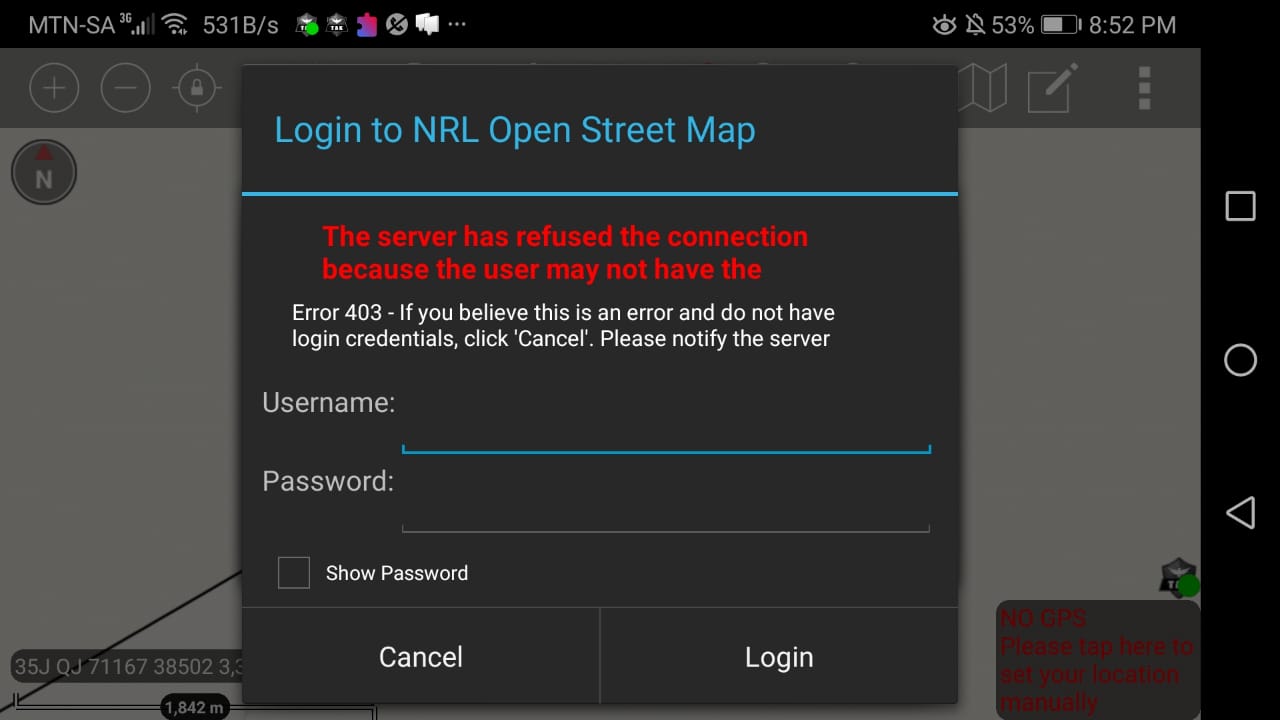 MTN-SA 3G 531B/s 53% 8:52 PM
N
Login to NRL Open Street Map
The server has refused the connection
because the user may not have the
Error 403 - If you believe this is an error and do not have
login credentials, click 'Cancel'. Please notify the server
Username:
Password:
Show Password
Cancel Login
NO GPS
Please tap here to
set your location
manually
35J QJ 71167 38502 3,3
1,842 m